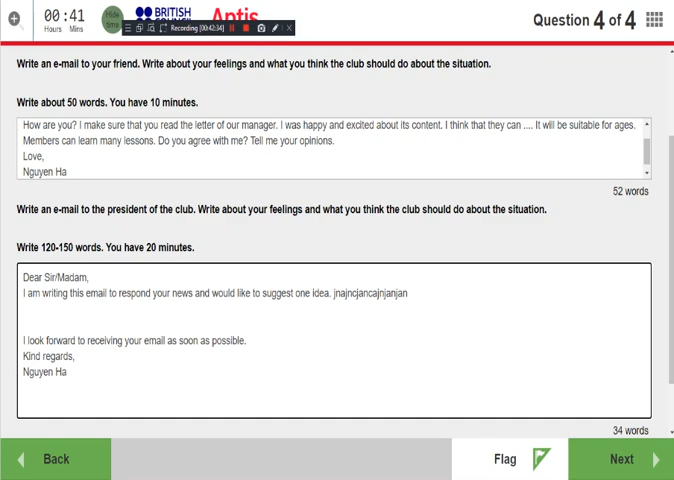 00:41
Hours Mins
Hide time
BRITISH COUNCIL
Aptis
Recording [00:42:34]
Question 4 of 4
Write an e-mail to your friend. Write about your feelings and what you think the club should do about the situation.
Write about 50 words. You have 10 minutes.
How are you? I make sure that you read the letter of our manager. I was happy and excited about its content. I think that they can .... It will be suitable for ages.
Members can learn many lessons. Do you agree with me? Tell me your opinions.
Love,
Nguyen Ha
52 words
Write an e-mail to the president of the club. Write about your feelings and what you think the club should do about the situation.
Write 120-150 words. You have 20 minutes.
Dear Sir/Madam,
I am writing this email to respond your news and would like to suggest one idea. jnajncjancajnjanjan
I look forward to receiving your email as soon as possible.
Kind regards,
Nguyen Ha
34 words
Back
Flag
Next